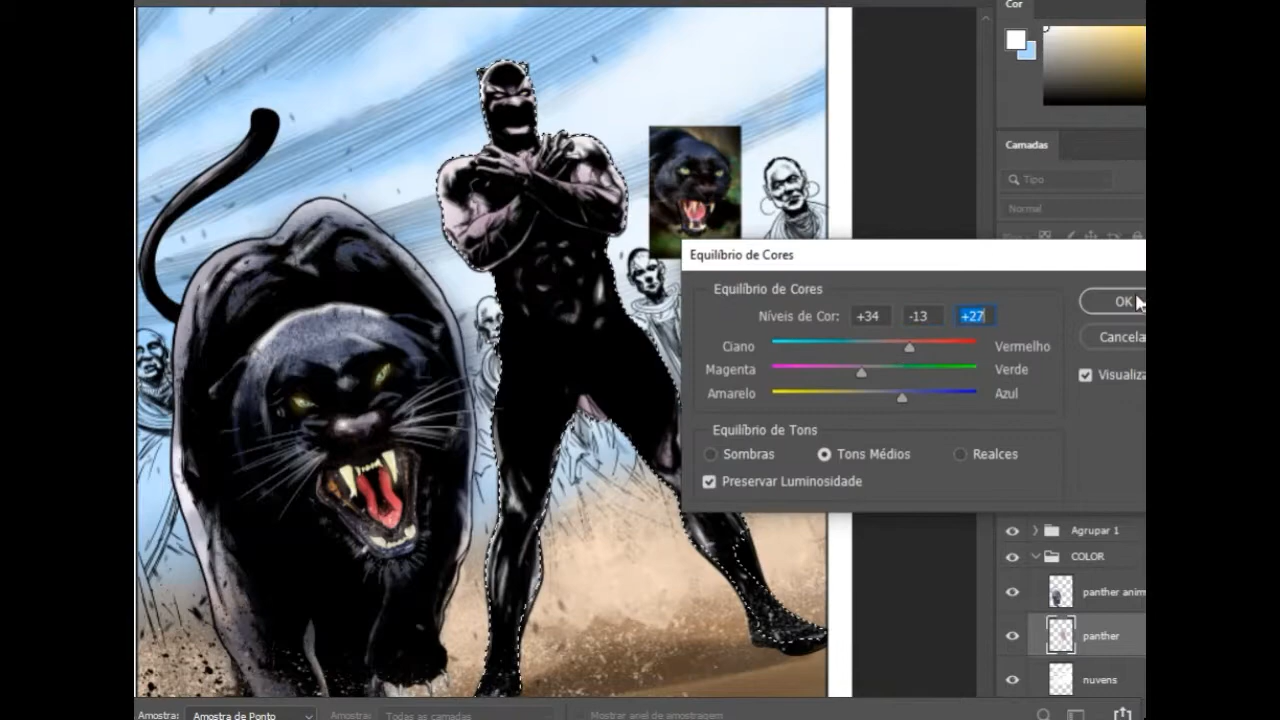 Cor
Camadas
Tipo
Normal
Equilíbrio de Cores
Equilíbrio de Cores
Níveis de Cor: +34 -13 +27
OK
Ciano Vermelho
Cancela
Magenta Verde
Visualiza
Amarelo Azul
Equilíbrio de Tons
Sombras Tons Médios Realces
Preservar Luminosidade
Agrupar 1
COLOR
panther anim
panther
nuvens
Amostra: Amostra de Ponto Amostra: Todas as camadas Mostrar anel de amostragem